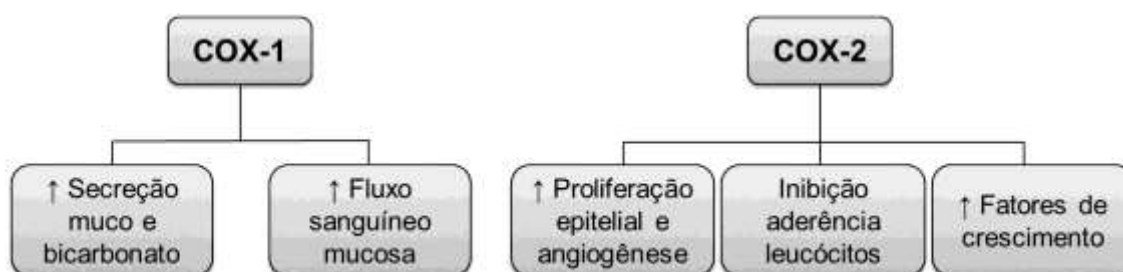 COX-1
COX-2
↑ Secreção
muco e
bicarbonato
↑ Fluxo
sanguíneo
mucosa
↑ Proliferação
epitelial e
angiogênese
Inibição
aderência
leucócitos
↑ Fatores de
crescimento